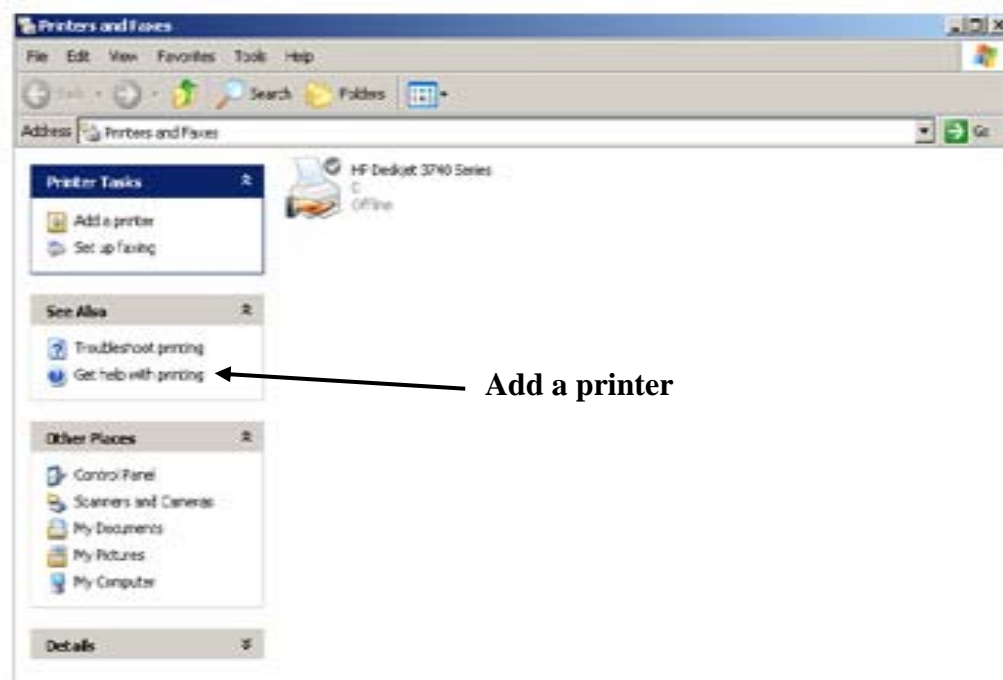 Printers and Faxes
File Edit View Favorites Tools Help
Search Folders
Address Printers and Faxes Go
Printer Tasks
Add a printer
Set up faxing
See Also
Troubleshoot printing
Get help with printing
Other Places
Control Panel
Scanners and Cameras
My Documents
My Pictures
My Computer
Details
HP Deskjet 3740 Series
0
Offline
Add a printer